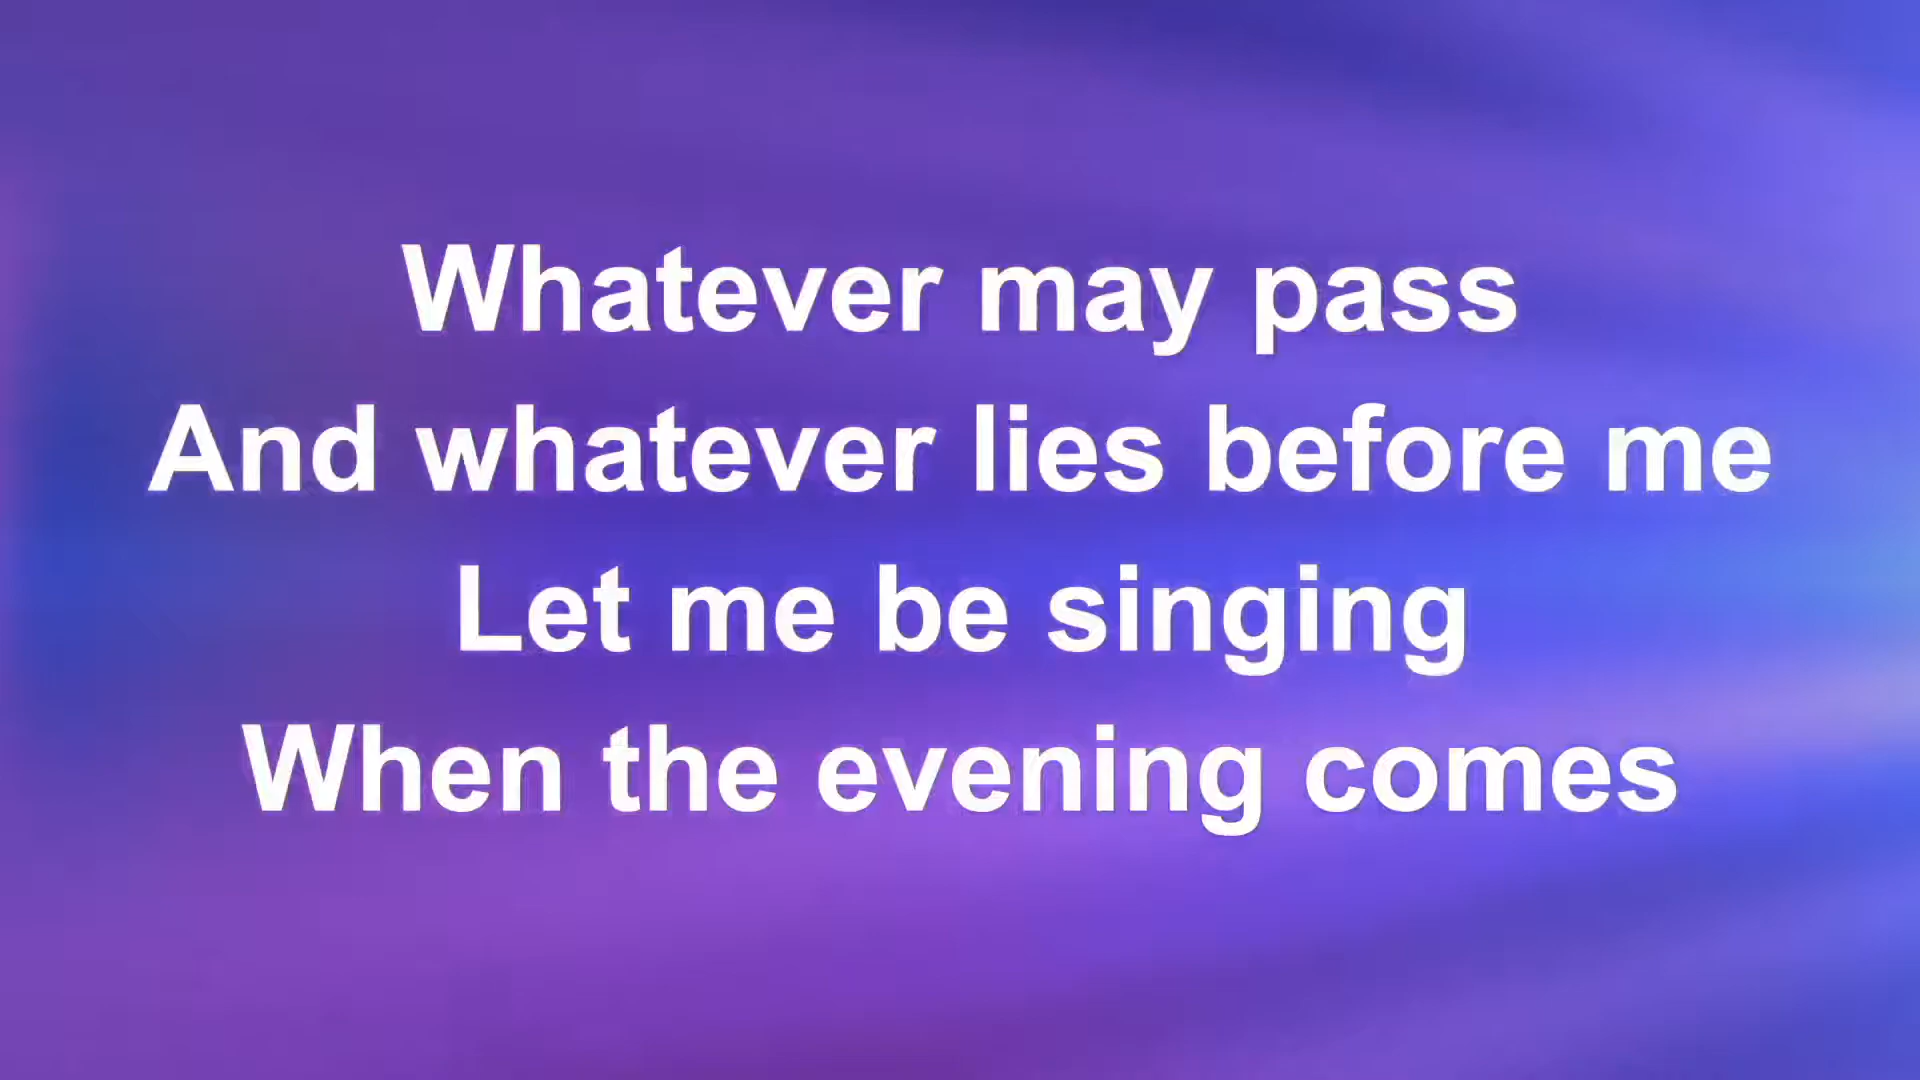 Whatever may pass
And whatever lies before me
Let me be singing
When the evening comes